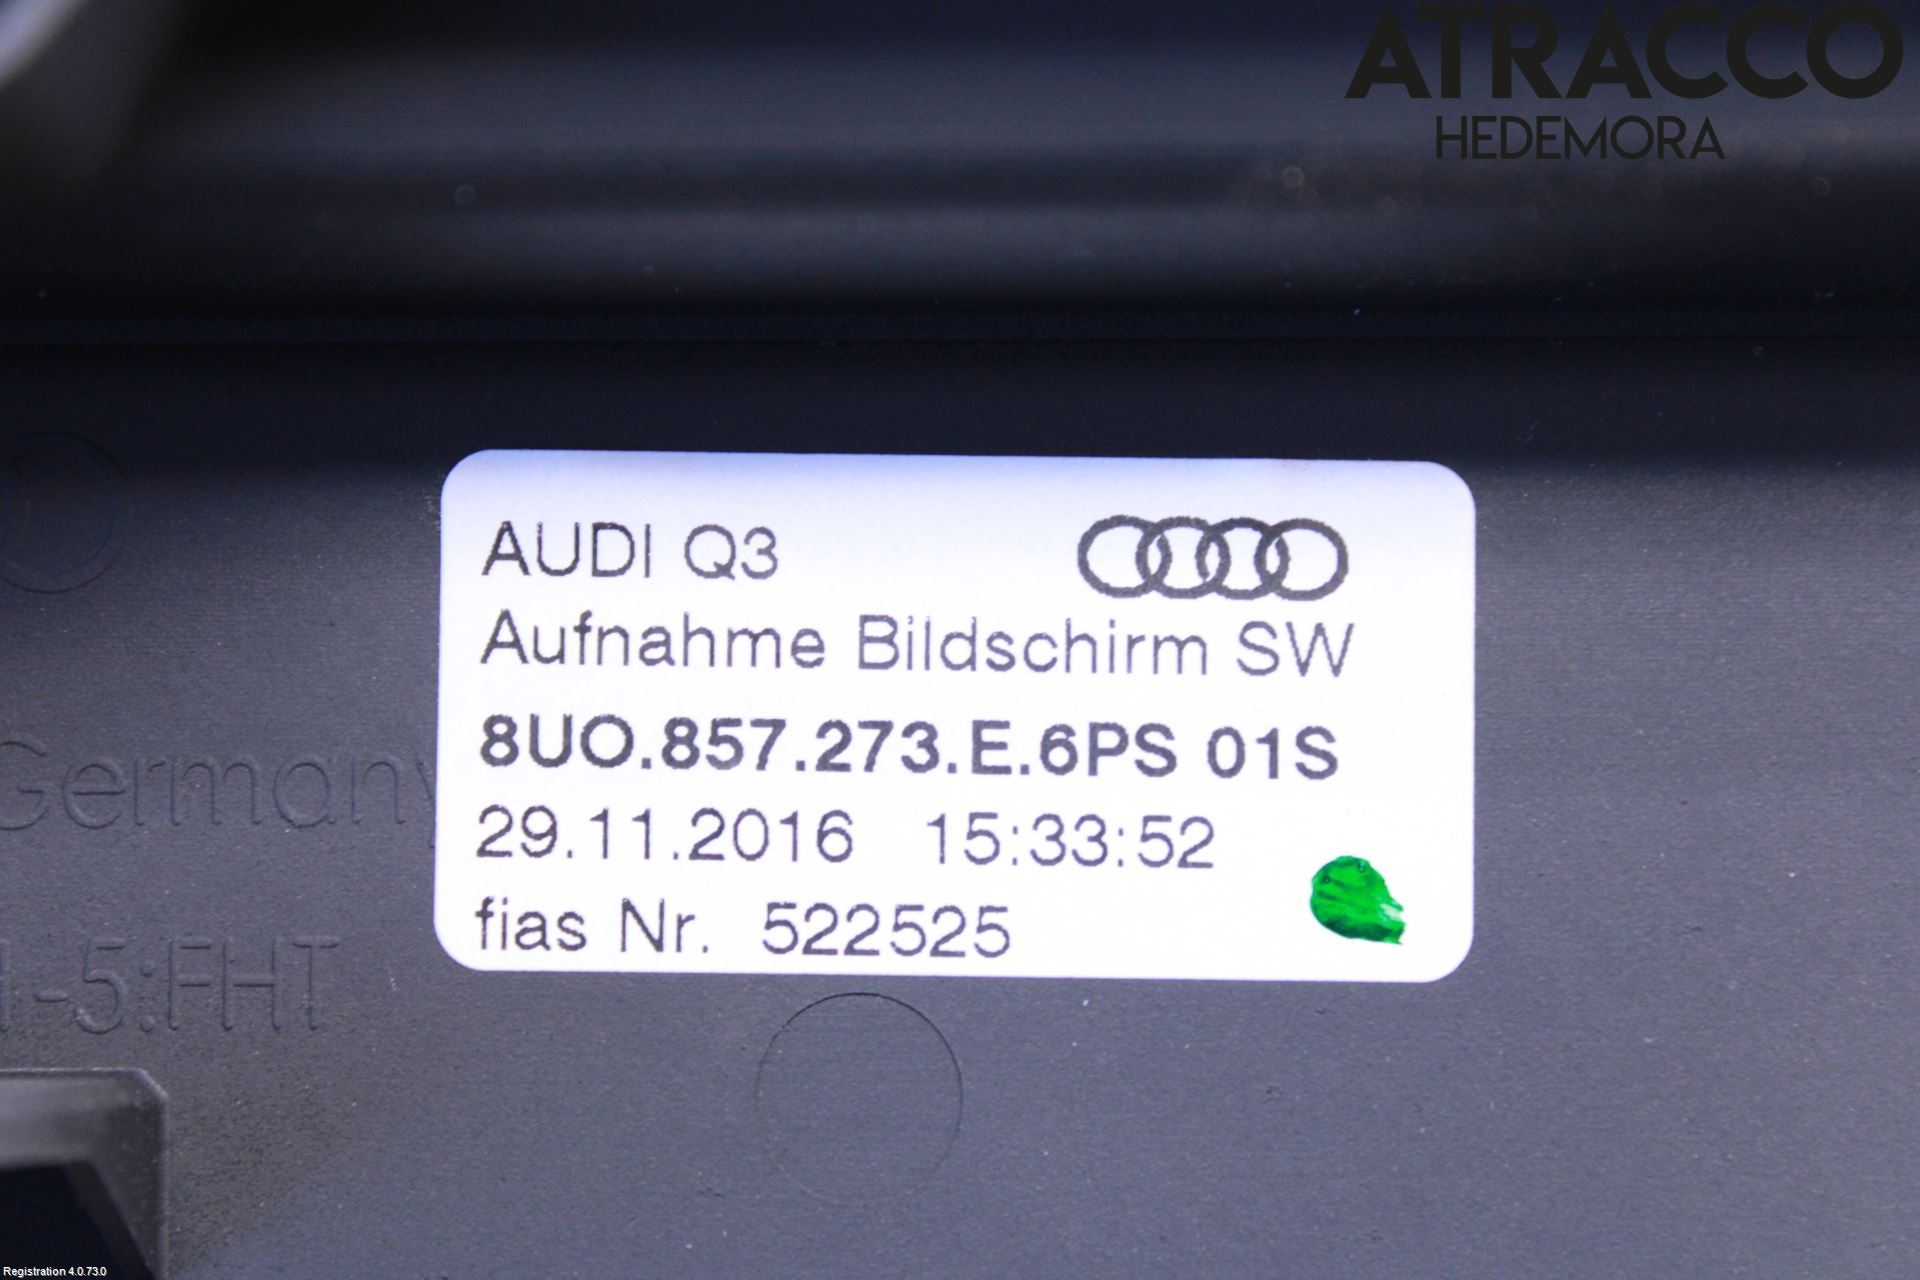 ATRACCO
HEDEMORA
AUDI Q3
Aufnahme Bildschirm SW
8UO.857.273.E.6PS 01S
29.11.2016 15:33:52
fias Nr. 522525
Germany
-5:FHT
Registration 4.0.73.0